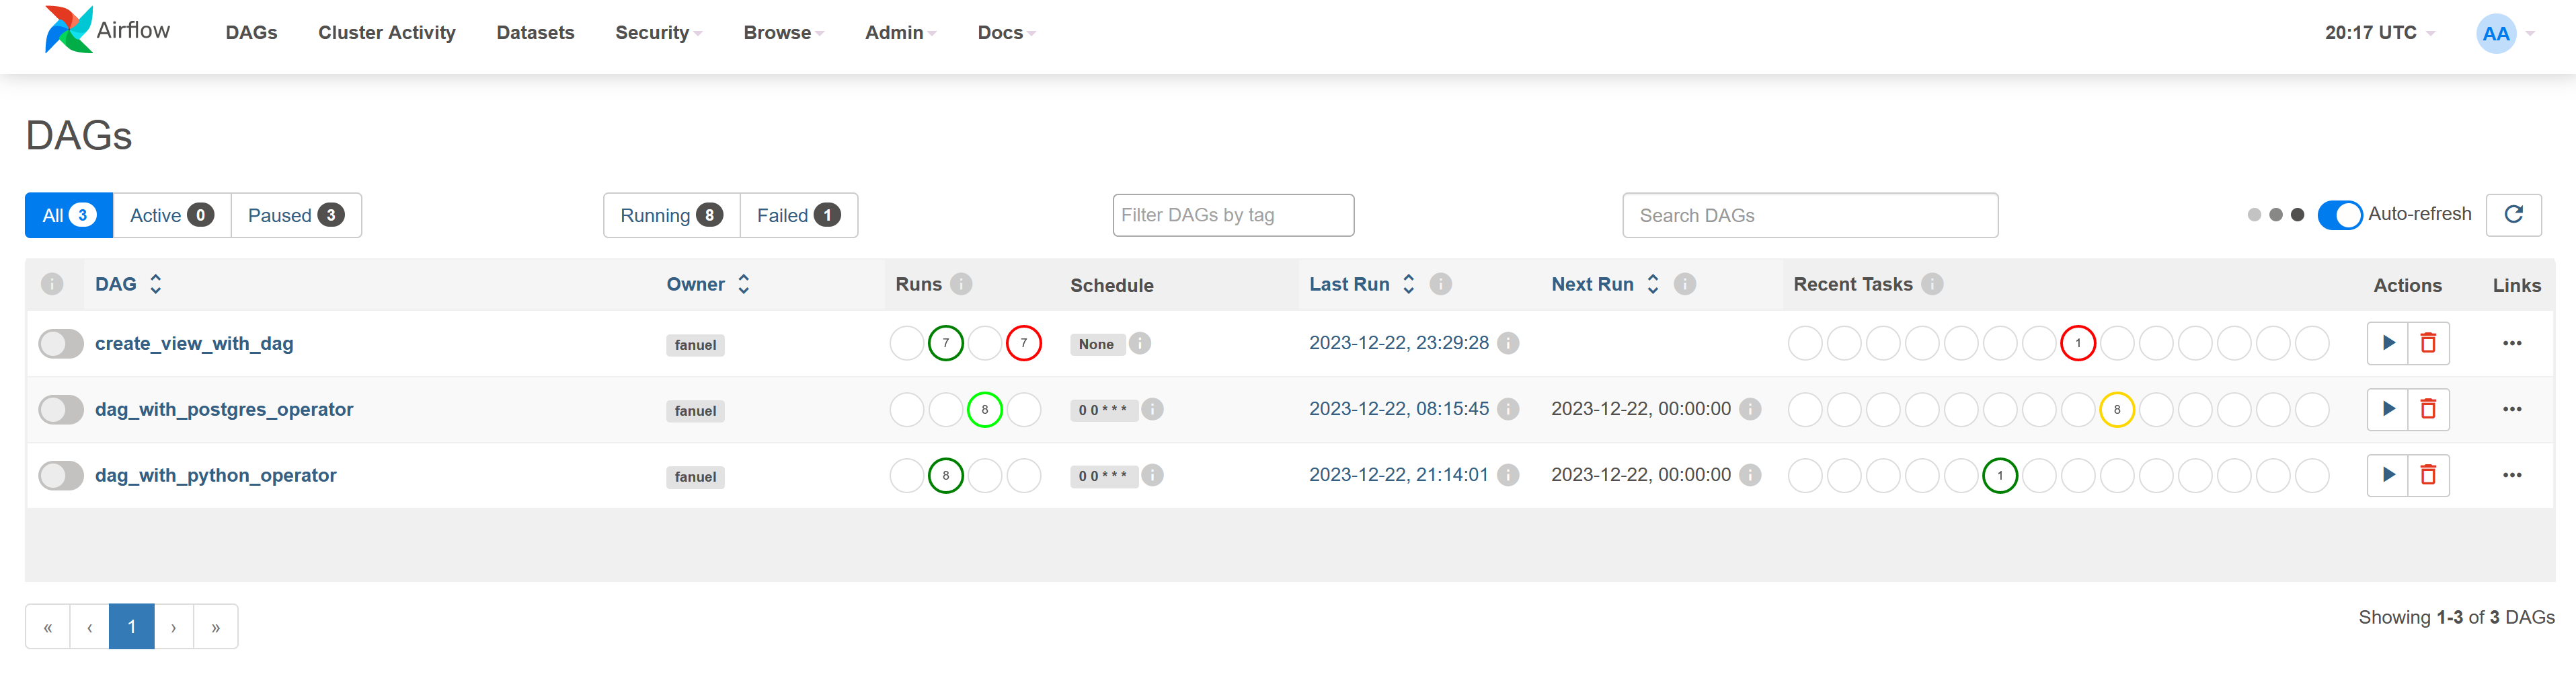 Airflow DAGs Cluster Activity Datasets Security Browse Admin Docs 20:17 UTC AA
DAGs
All 3 Active 0 Paused 3 Running 8 Failed 1 Filter DAGs by tag Search DAGs Auto-refresh
i DAG Owner Runs i Schedule Last Run i Next Run i Recent Tasks i Actions Links
create_view_with_dag fanuel 7 7 None i 2023-12-22, 23:29:28 i 1 ...
dag_with_postgres_operator fanuel 8 0 0 * * * i 2023-12-22, 08:15:45 i 2023-12-22, 00:00:00 i 8 ...
dag_with_python_operator fanuel 8 0 0 * * * i 2023-12-22, 21:14:01 i 2023-12-22, 00:00:00 i 1 ...
« ‹ 1 › » Showing 1-3 of 3 DAGs